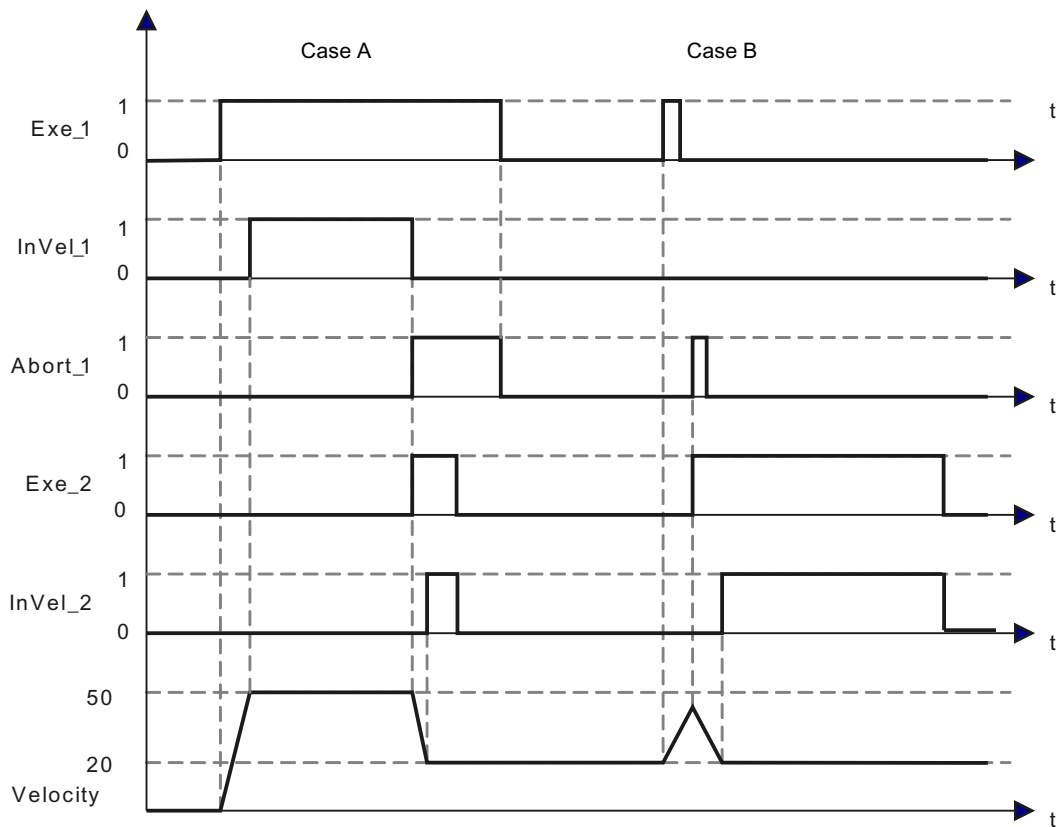 Case A Case B
1
t
Exe_1
0
1
InVel_1
0
t
1
Abort_1
0
t
1
Exe_2
0
t
1
InVel_2
0
t
50
20
Velocity
t